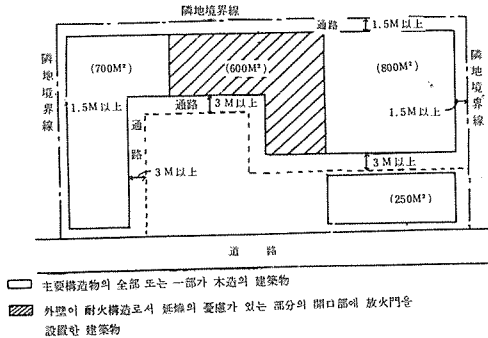 隣地境界線
通路
1.5M以上
隣地境界線
(700M²)
(600M²)
(800M²)
隣地境界線
1.5M以上
通路
3M以上
1.5M以上
通路
3M以上
3M以上
(250M²)
道 路
主要構造物의 全部 또는 一部가 木造의 建築物
外壁이 耐火構造로서 延燒의 憂慮가 있는 部分의 開口部에 放火門을
設置한 建築物